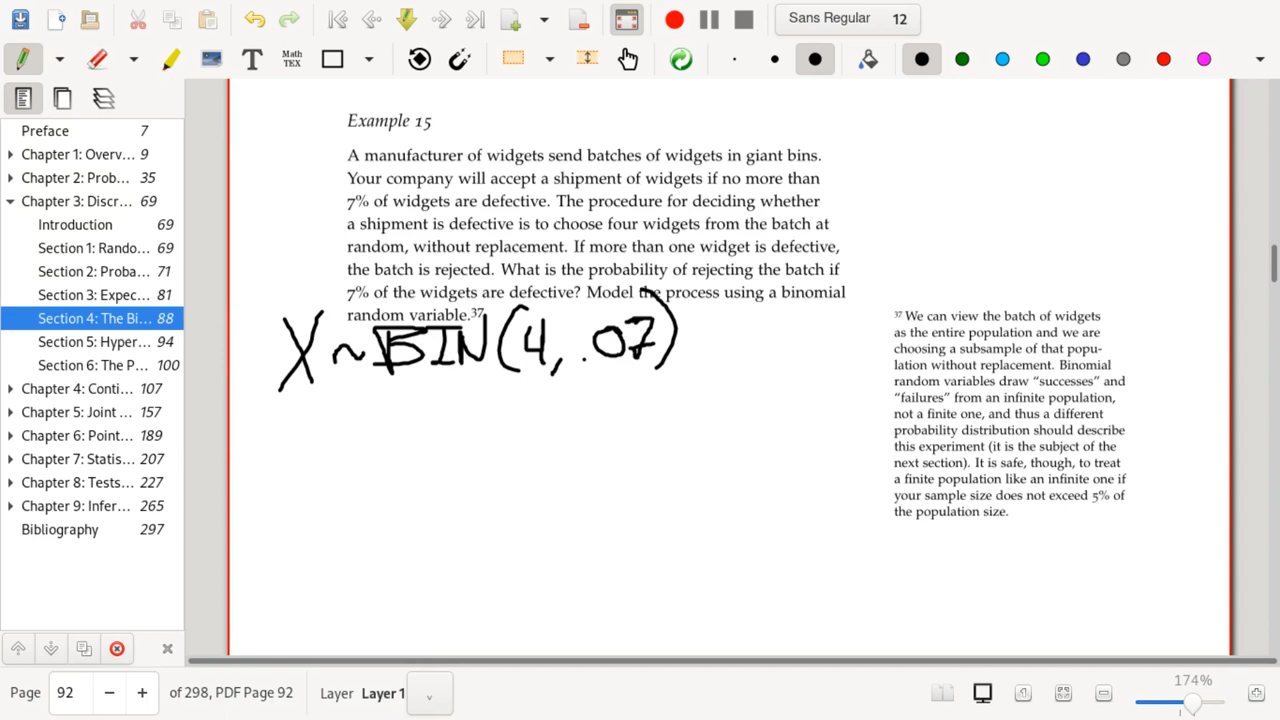 Sans Regular 12
T
Math
TEX
Preface 7
Chapter 1: Overv... 9
Chapter 2: Prob... 35
Chapter 3: Discr... 69
Introduction 69
Section 1: Rando... 69
Section 2: Proba... 71
Section 3: Expec... 81
Section 4: The Bi... 88
Section 5: Hyper... 94
Section 6: The P... 100
Chapter 4: Conti... 107
Chapter 5: Joint ... 157
Chapter 6: Point... 189
Chapter 7: Statis... 207
Chapter 8: Tests... 227
Chapter 9: Infer... 265
Bibliography 297
Example 15
A manufacturer of widgets send batches of widgets in giant bins.
Your company will accept a shipment of widgets if no more than
7% of widgets are defective. The procedure for deciding whether
a shipment is defective is to choose four widgets from the batch at
random, without replacement. If more than one widget is defective,
the batch is rejected. What is the probability of rejecting the batch if
7% of the widgets are defective? Model the process using a binomial
random variable.37
X ~ BIN(4, .07)
37 We can view the batch of widgets
as the entire population and we are
choosing a subsample of that popu-
lation without replacement. Binomial
random variables draw “successes” and
“failures” from an infinite population,
not a finite one, and thus a different
probability distribution should describe
this experiment (it is the subject of the
next section). It is safe, though, to treat
a finite population like an infinite one if
your sample size does not exceed 5% of
the population size.
Page 92 of 298, PDF Page 92 Layer Layer 1
174%